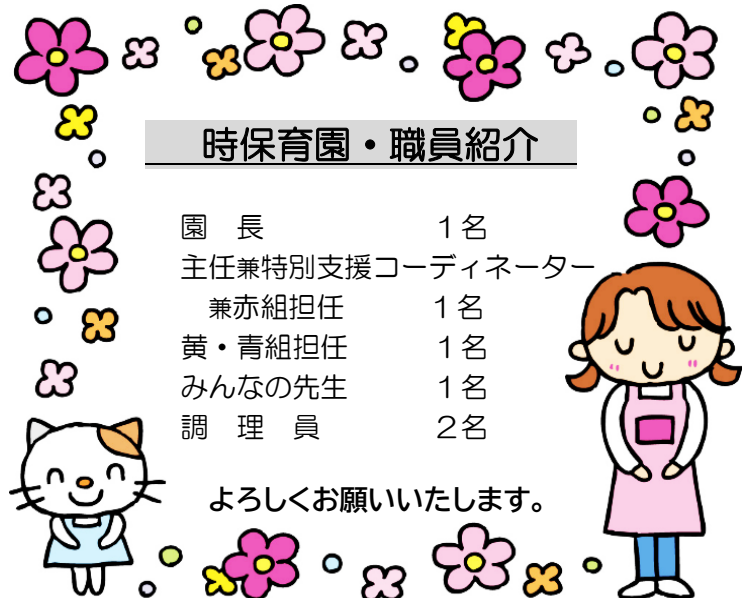 時保育園・職員紹介
園　長　1名
主任兼特別支援コーディネーター
兼赤組担任　1名
黄・青組担任　1名
みんなの先生　1名
調　理　員　2名
よろしくお願いいたします。